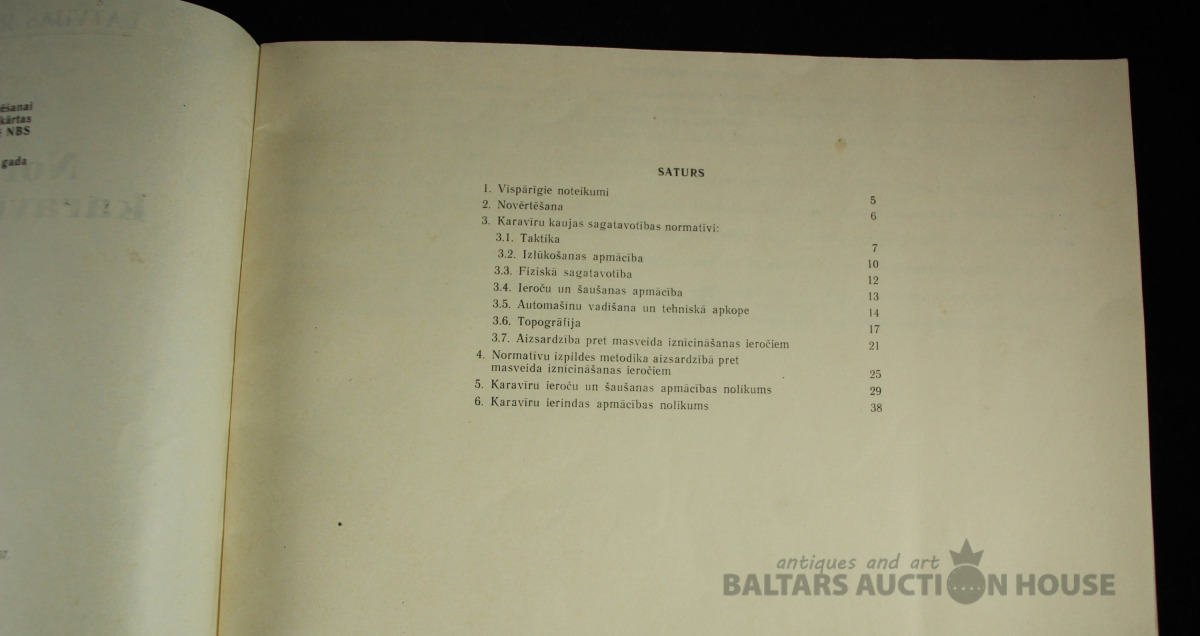 ēšanai
kārtas
NBS
gada
SATURS
1. Vispārīgie noteikumi 5
2. Novērtēšana 6
3. Karavīru kaujas sagatavotības normatīvi:
3.1. Taktika 7
3.2. Izlūkošanas apmācība 10
3.3. Fiziskā sagatavotība 12
3.4. Ieroču un šaušanas apmācība 13
3.5. Automašīnu vadīšana un tehniskā apkope 14
3.6. Topogrāfija 17
3.7. Aizsardzība pret masveida iznīcināšanas ieročiem 21
4. Normatīvu izpildes metodika aizsardzībā pret
masveida iznīcināšanas ieročiem 25
5. Karavīru ieroču un šaušanas apmācības nolikums 29
6. Karavīru ierindas apmācības nolikums 38
antiques and art
BALTARS AUCTION HOUSE